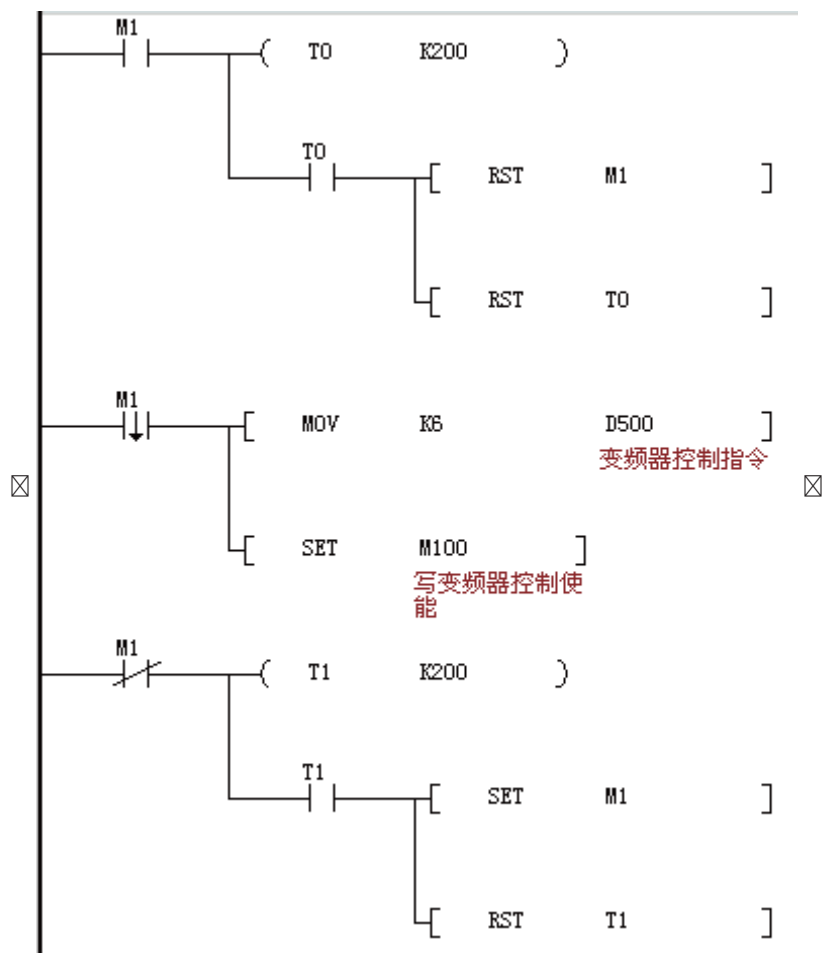 M1
T0 K200
T0
RST M1
RST T0
M1
MOV K6 D500
变频器控制指令
SET M100
写变频器控制使
能
M1
T1 K200
T1
SET M1
RST T1